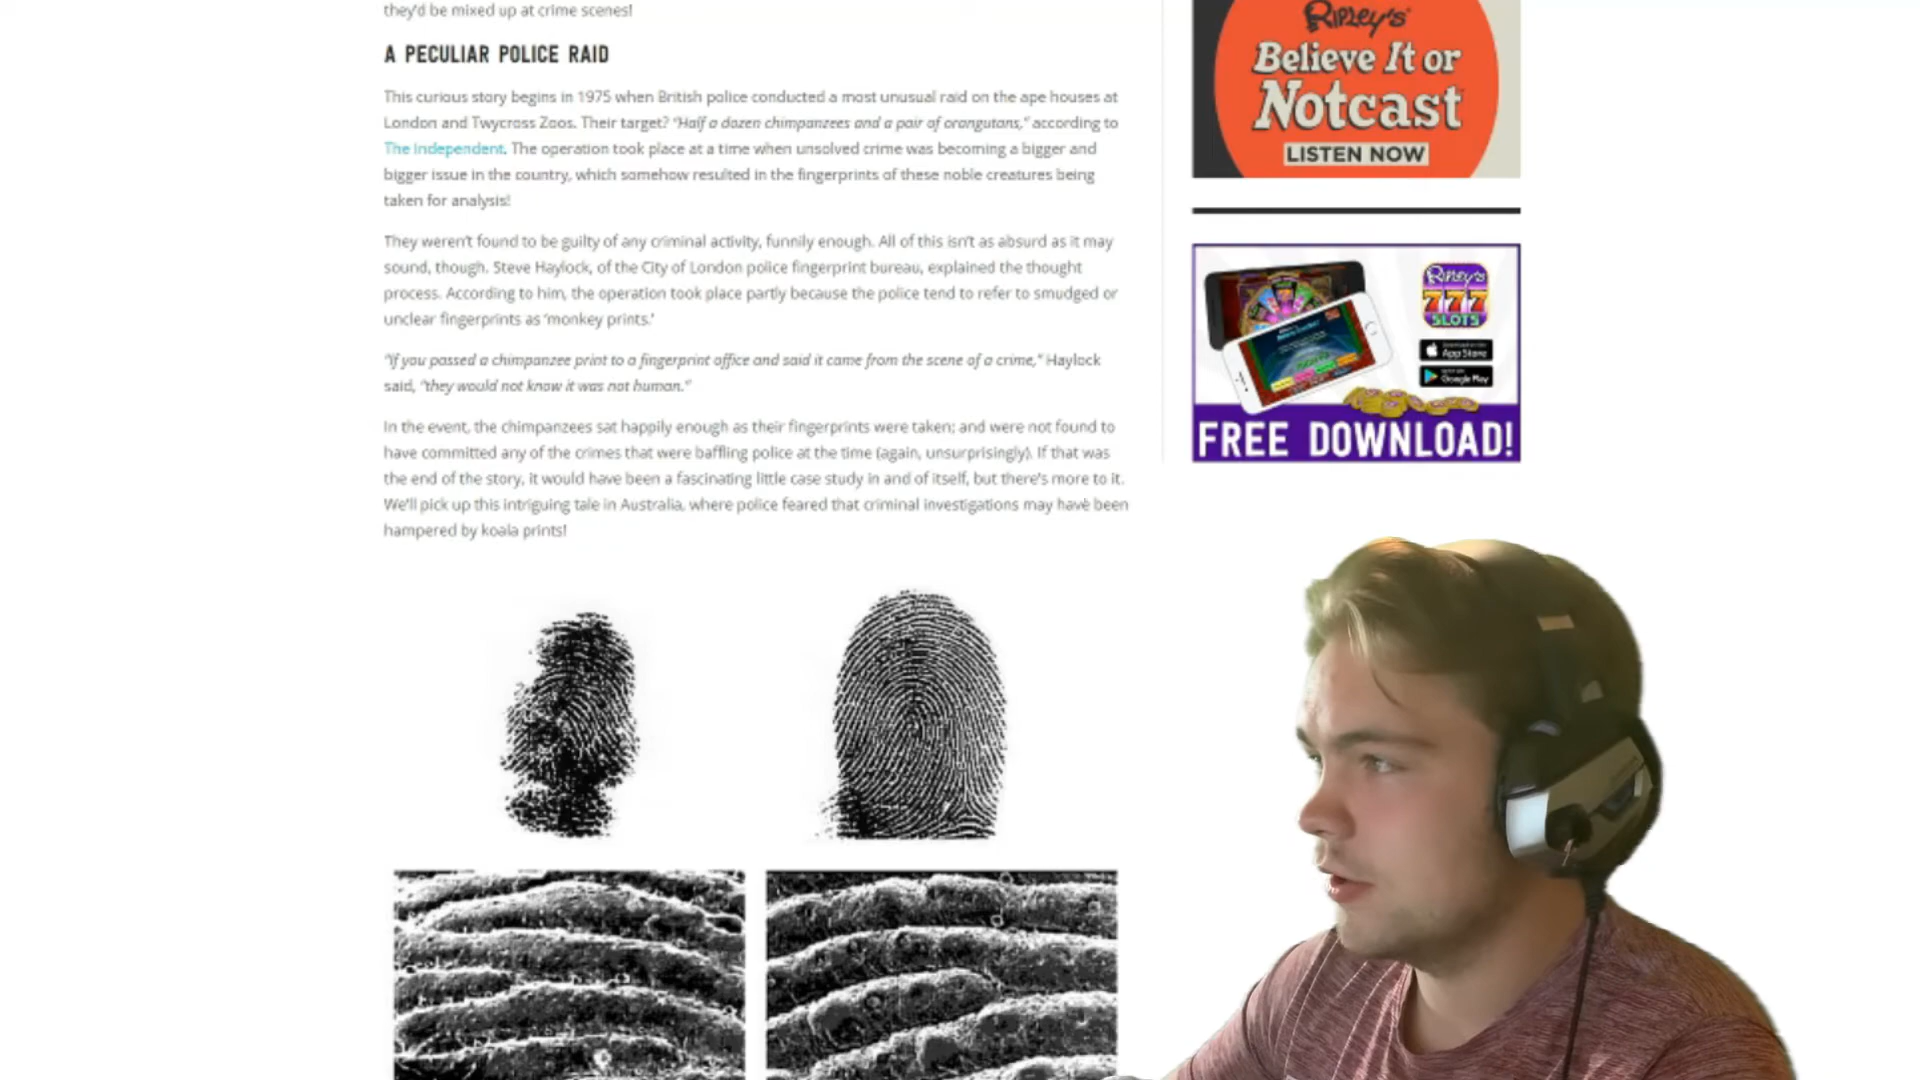 they'd be mixed up at crime scenes!
A PECULIAR POLICE RAID
This curious story begins in 1975 when British police conducted a most unusual raid on the ape houses at
London and Twycross Zoos. Their target? "Half a dozen chimpanzees and a pair of orangutans," according to
The Independent. The operation took place at a time when unsolved crime was becoming a bigger and
bigger issue in the country, which somehow resulted in the fingerprints of these noble creatures being
taken for analysis!
They weren't found to be guilty of any criminal activity, funnily enough. All of this isn't as absurd as it may
sound, though. Steve Haylock, of the City of London police fingerprint bureau, explained the thought
process. According to him, the operation took place partly because the police tend to refer to smudged or
unclear fingerprints as 'monkey prints.'
"If you passed a chimpanzee print to a fingerprint office and said it came from the scene of a crime," Haylock
said, "they would not know it was not human."
In the event, the chimpanzees sat happily enough as their fingerprints were taken; and were not found to
have committed any of the crimes that were baffling police at the time (again, unsurprisingly). If that was
the end of the story, it would have been a fascinating little case study in and of itself, but there's more to it.
We'll pick up this intriguing tale in Australia, where police feared that criminal investigations may have been
hampered by koala prints!
RIPLEY'S
Believe It or
Notcast
LISTEN NOW
Ripley's
777
SLOTS
App Store
Google Play
FREE DOWNLOAD!